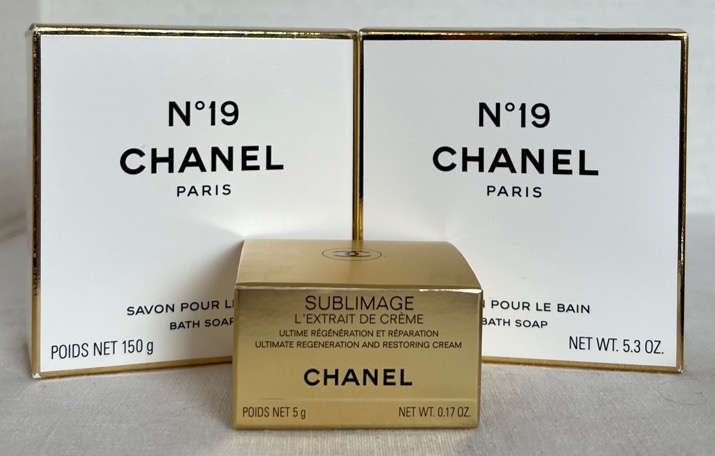 N°19
CHANEL
PARIS
SAVON POUR
BATH SOAP
POIDS NET 150 g
N°19
CHANEL
PARIS
POUR LE BAIN
BATH SOAP
NET WT. 5.3 OZ.
SUBLIMAGE
L'EXTRAIT DE CRÈME
ULTIME RÉGÉNÉRATION ET RÉPARATION
ULTIMATE REGENERATION AND RESTORING CREAM
CHANEL
POIDS NET 5 g
NET WT. 0.17 OZ.